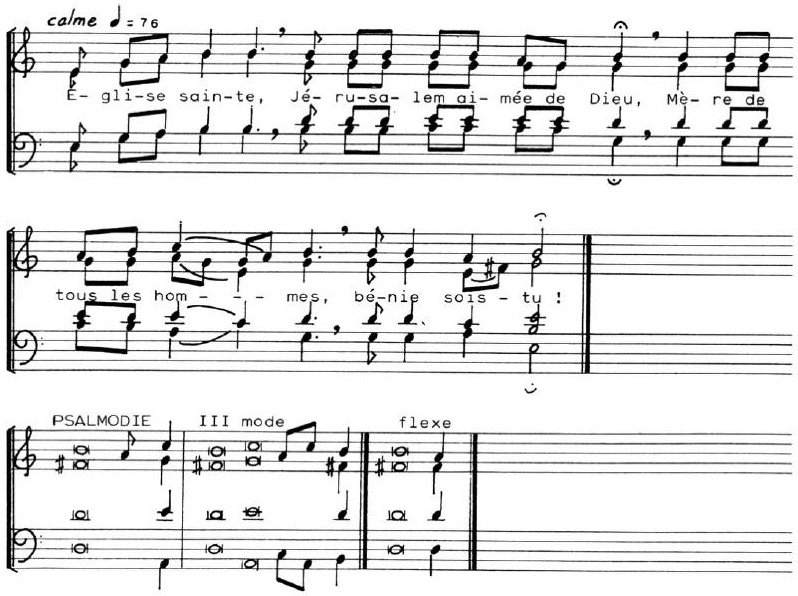 calme ♩ = 76
É- gli-se sain-te, Jé- ru-sa- lem ai- mée de Dieu, Mè- re de
tous les hom - - - mes, bé-nie sois - tu !
PSALMODIE III mode flexe